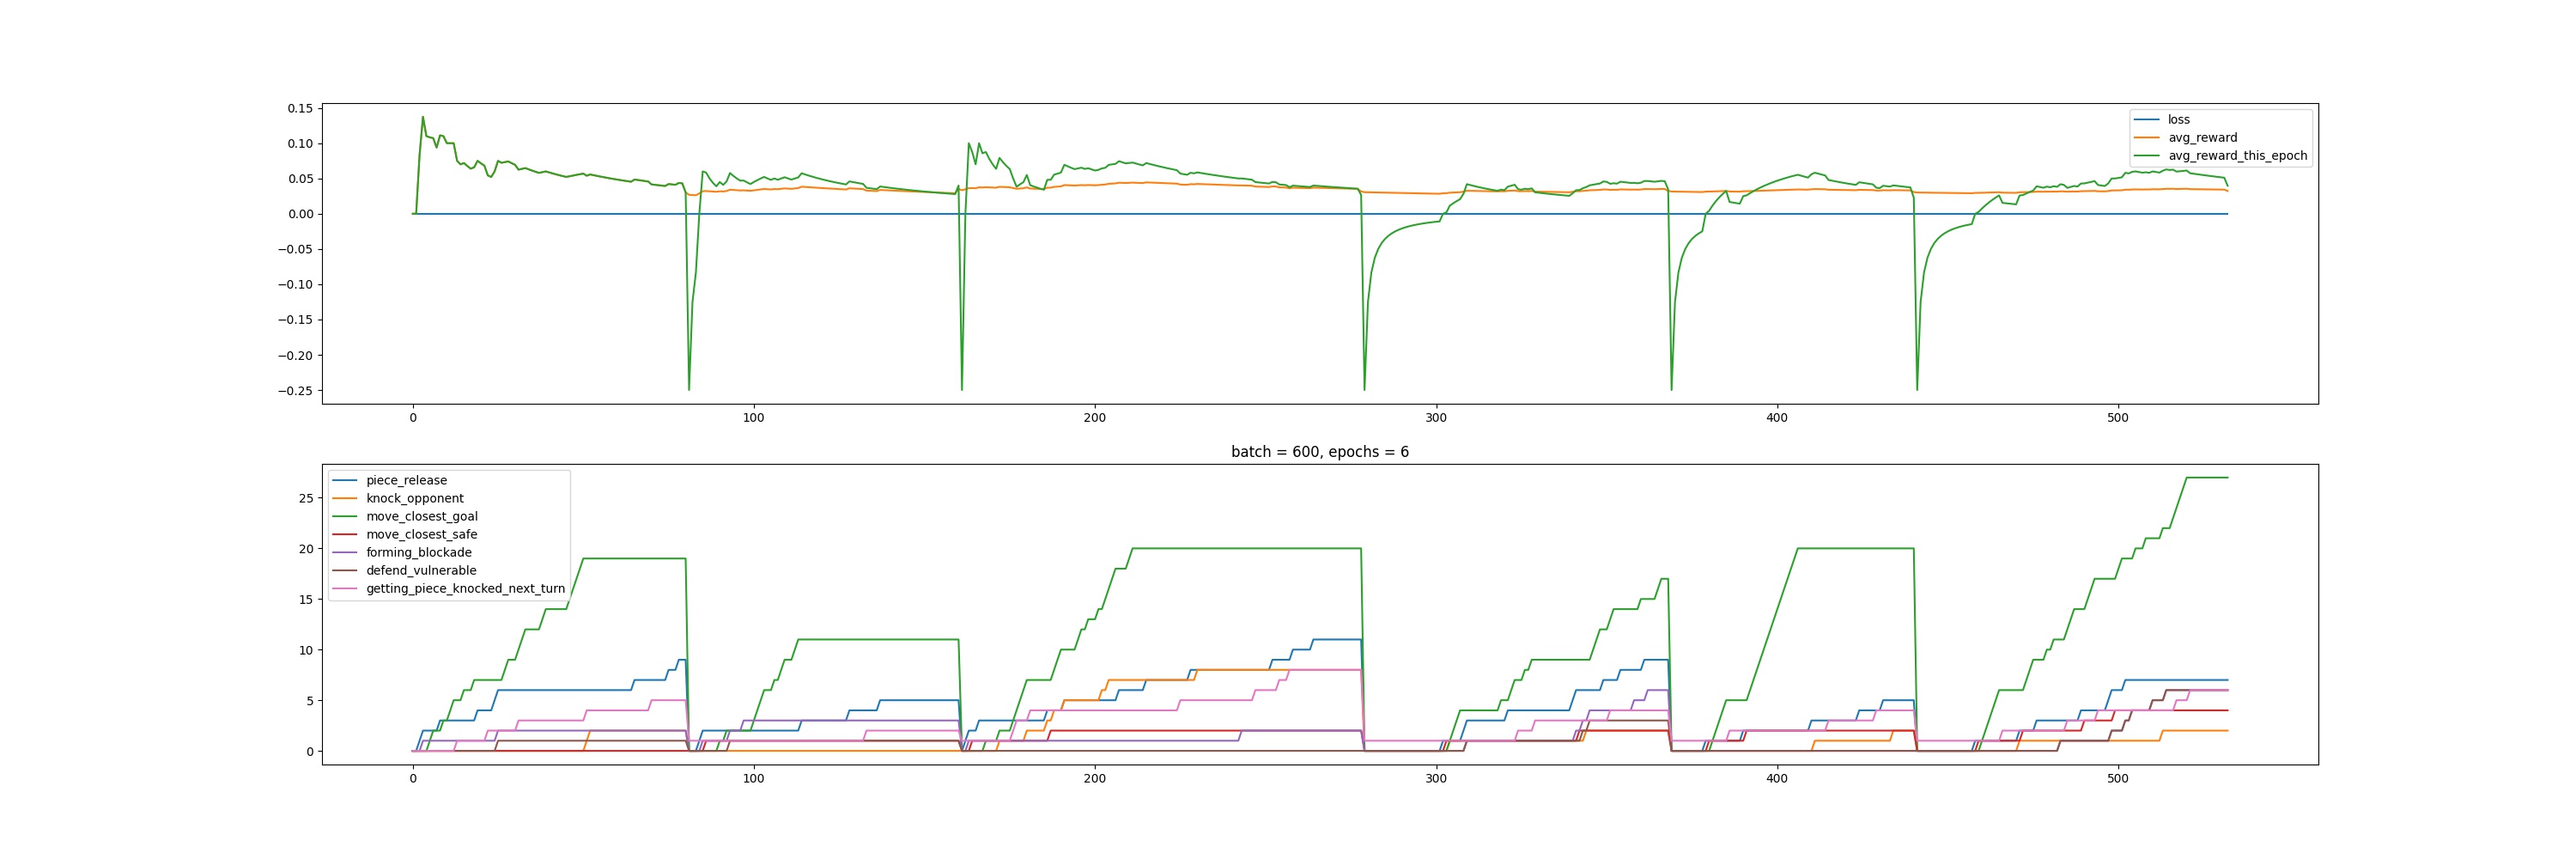 0.15
0.10
0.05
0.00
−0.05
−0.10
−0.15
−0.20
−0.25
loss
avg_reward
avg_reward_this_epoch
0 100 200 300 400 500
batch = 600, epochs = 6
25
20
15
10
5
0
piece_release
knock_opponent
move_closest_goal
move_closest_safe
forming_blockade
defend_vulnerable
getting_piece_knocked_next_turn
0 100 200 300 400 500